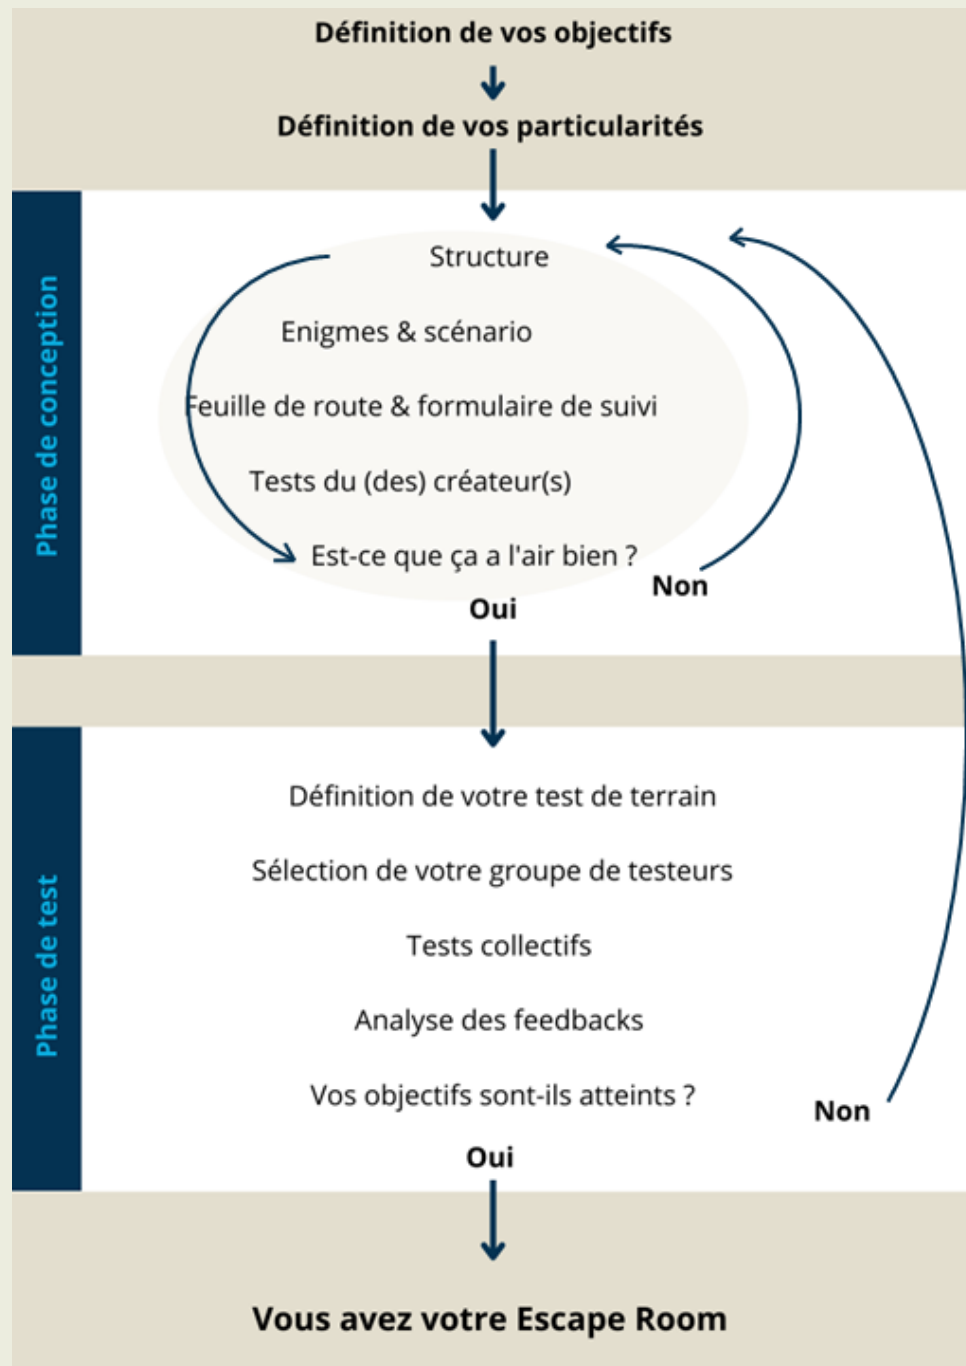 Définition de vos objectifs
Définition de vos particularités
Phase de conception
Structure
Enigmes & scénario
Feuille de route & formulaire de suivi
Tests du (des) créateur(s)
Est-ce que ça a l'air bien ?
Non
Oui
Phase de test
Définition de votre test de terrain
Sélection de votre groupe de testeurs
Tests collectifs
Analyse des feedbacks
Vos objectifs sont-ils atteints ?
Non
Oui
Vous avez votre Escape Room